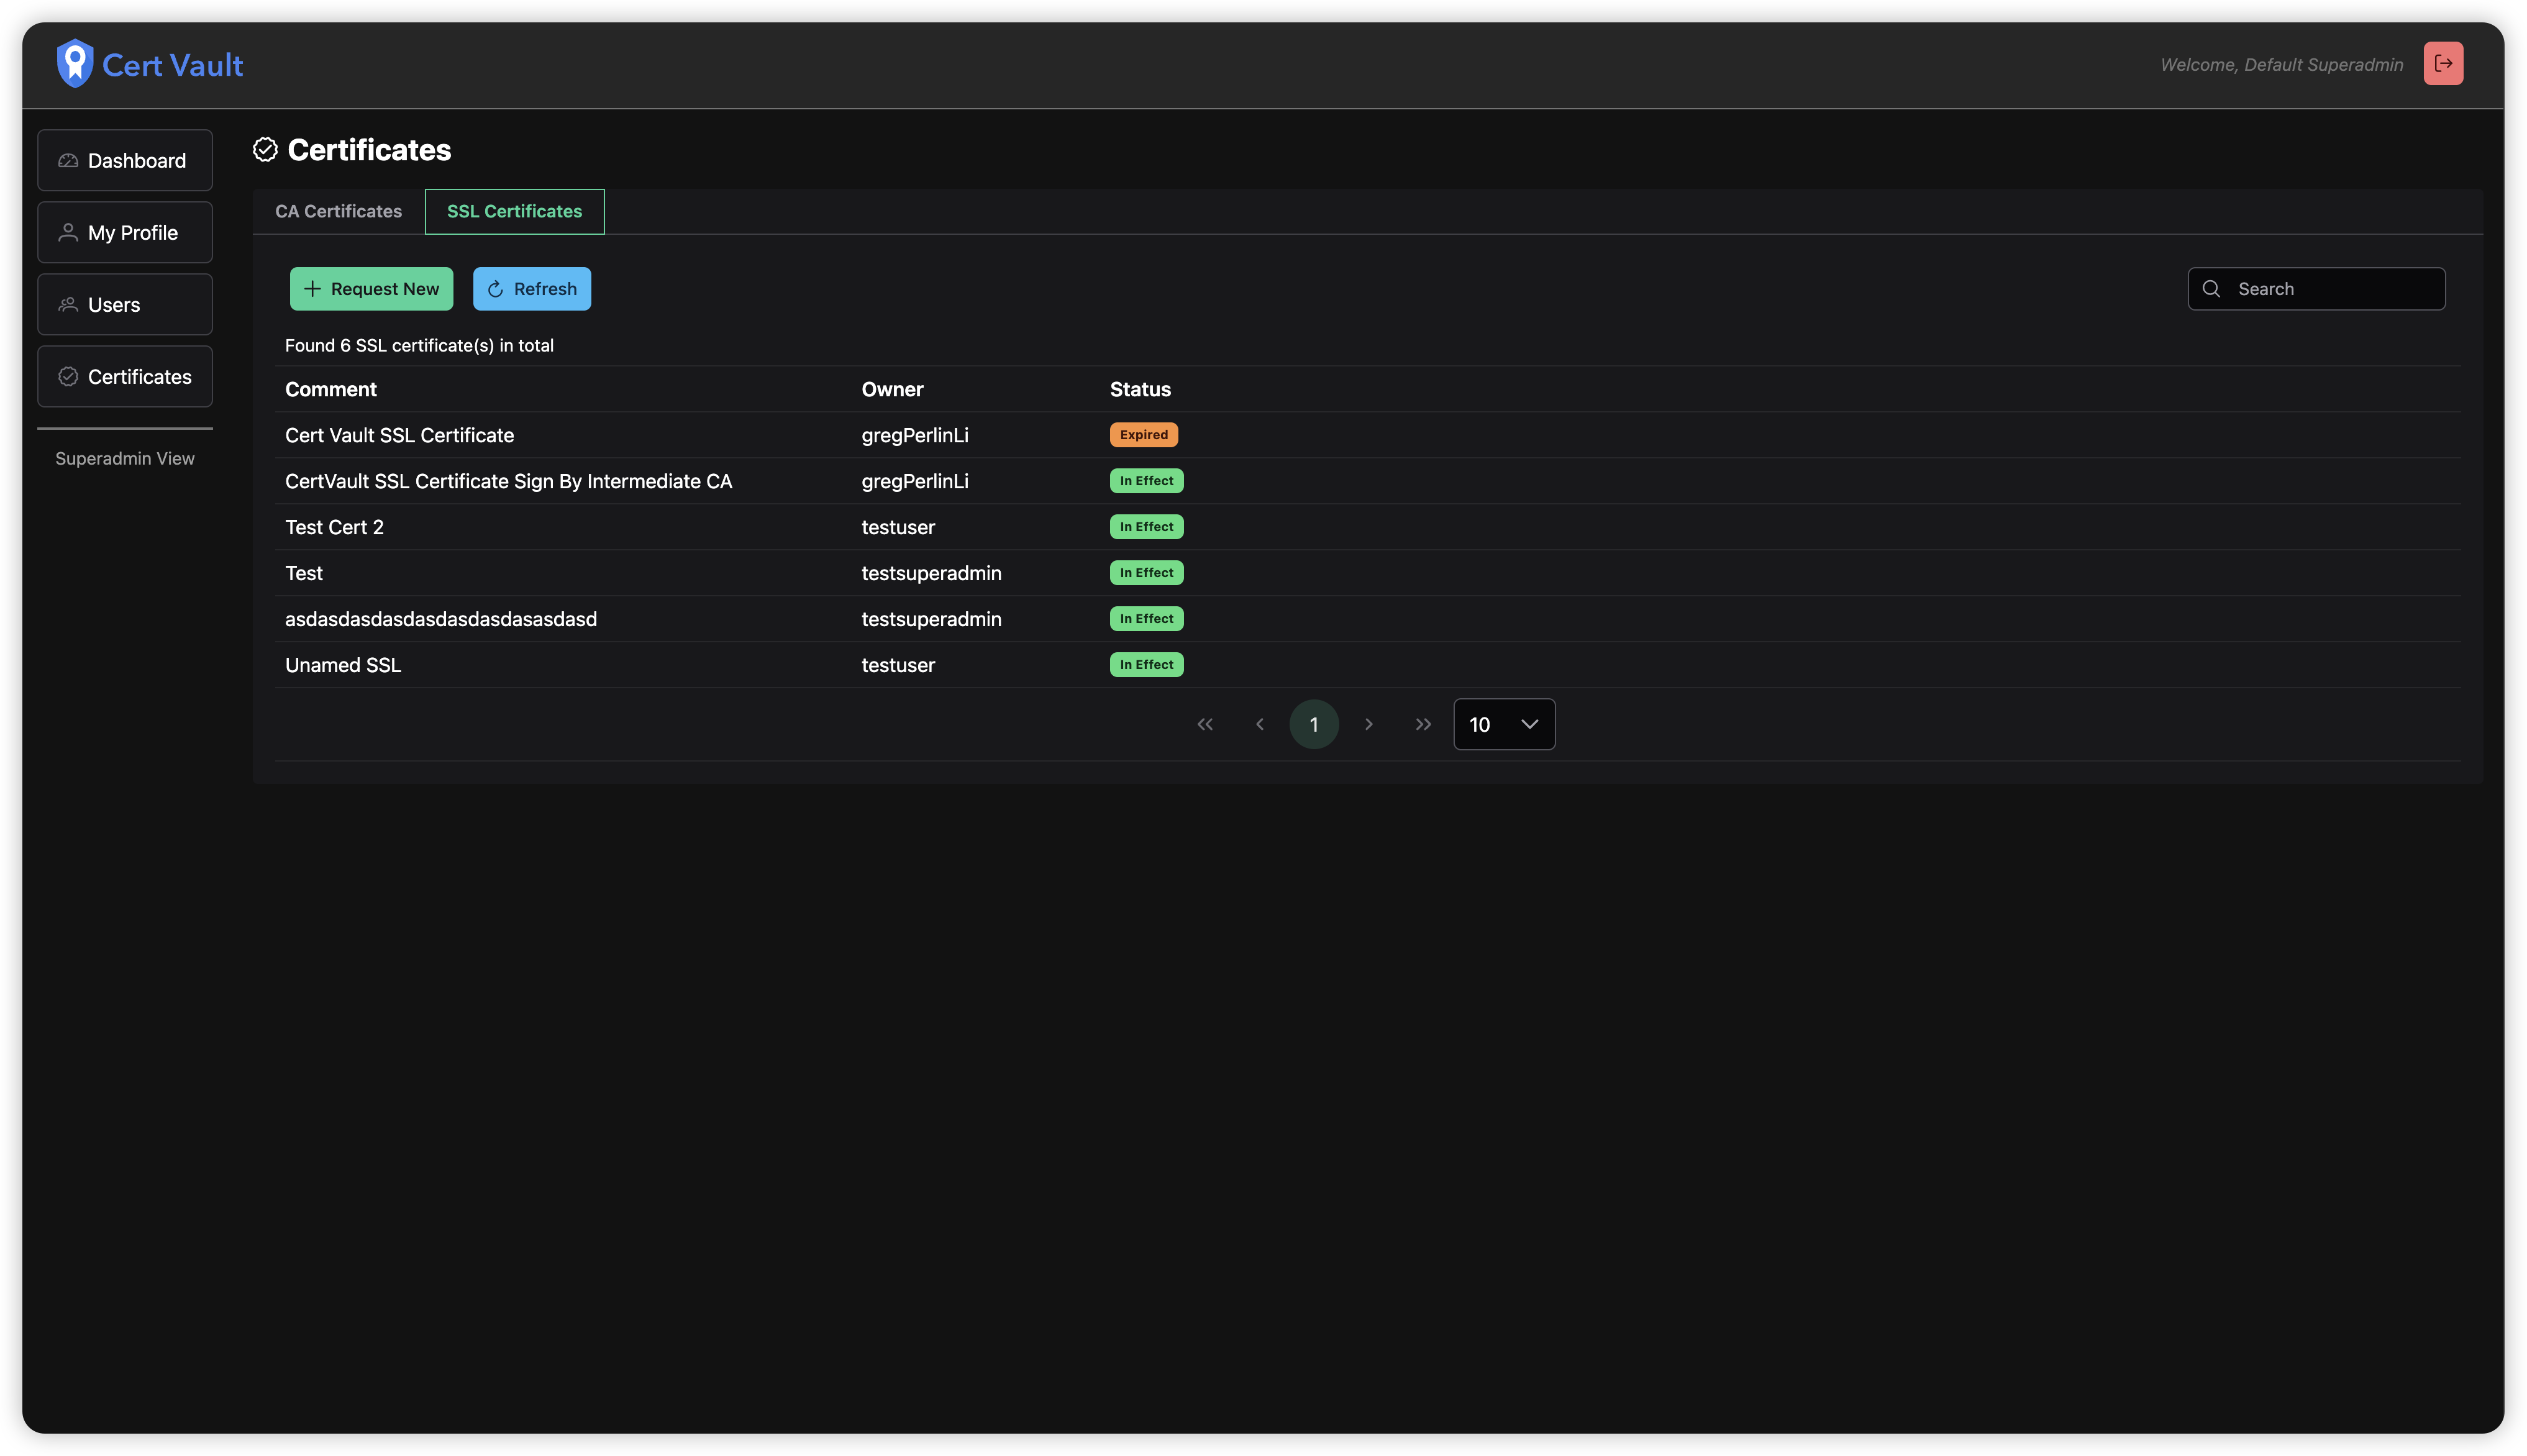 Cert Vault
Welcome, Default Superadmin
Dashboard
My Profile
Users
Certificates
Superadmin View
Certificates
CA Certificates SSL Certificates
Request New Refresh Search
Found 6 SSL certificate(s) in total
Comment Owner Status
Cert Vault SSL Certificate gregPerlinLi Expired
CertVault SSL Certificate Sign By Intermediate CA gregPerlinLi In Effect
Test Cert 2 testuser In Effect
Test testsuperadmin In Effect
asdasdasdasdasdasdasdasasdasd testsuperadmin In Effect
Unamed SSL testuser In Effect
1 10